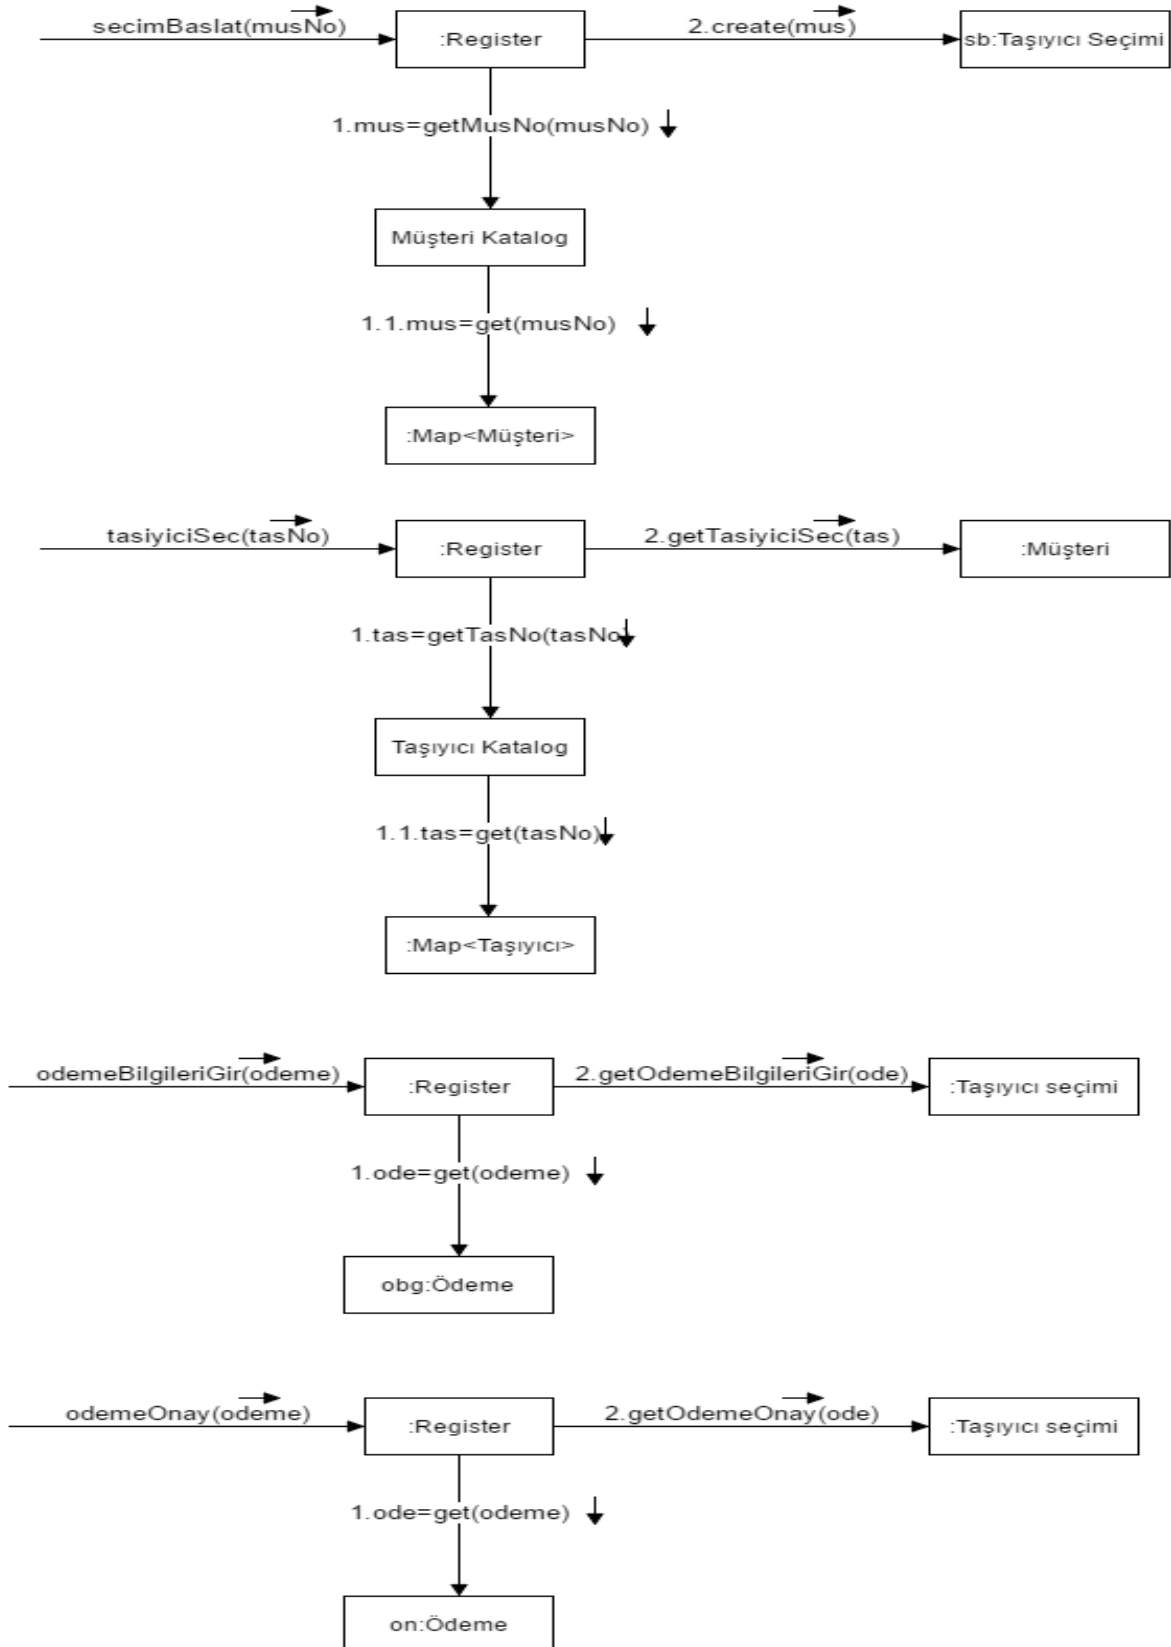 secimBaslat(musNo)
:Register
2.create(mus)
sb:Taşıyıcı Seçimi
1.mus=getMusNo(musNo)
Müşteri Katalog
1.1.mus=get(musNo)
:Map<Müşteri>
tasiyiciSec(tasNo)
:Register
2.getTasiyiciSec(tas)
:Müşteri
1.tas=getTasNo(tasNo)
Taşıyıcı Katalog
1.1.tas=get(tasNo)
:Map<Taşıyıcı>
odemeBilgileriGir(odeme)
:Register
2.getOdemeBilgileriGir(ode)
:Taşıyıcı seçimi
1.ode=get(odeme)
obg:Ödeme
odemeOnay(odeme)
:Register
2.getOdemeOnay(ode)
:Taşıyıcı seçimi
1.ode=get(odeme)
on:Ödeme